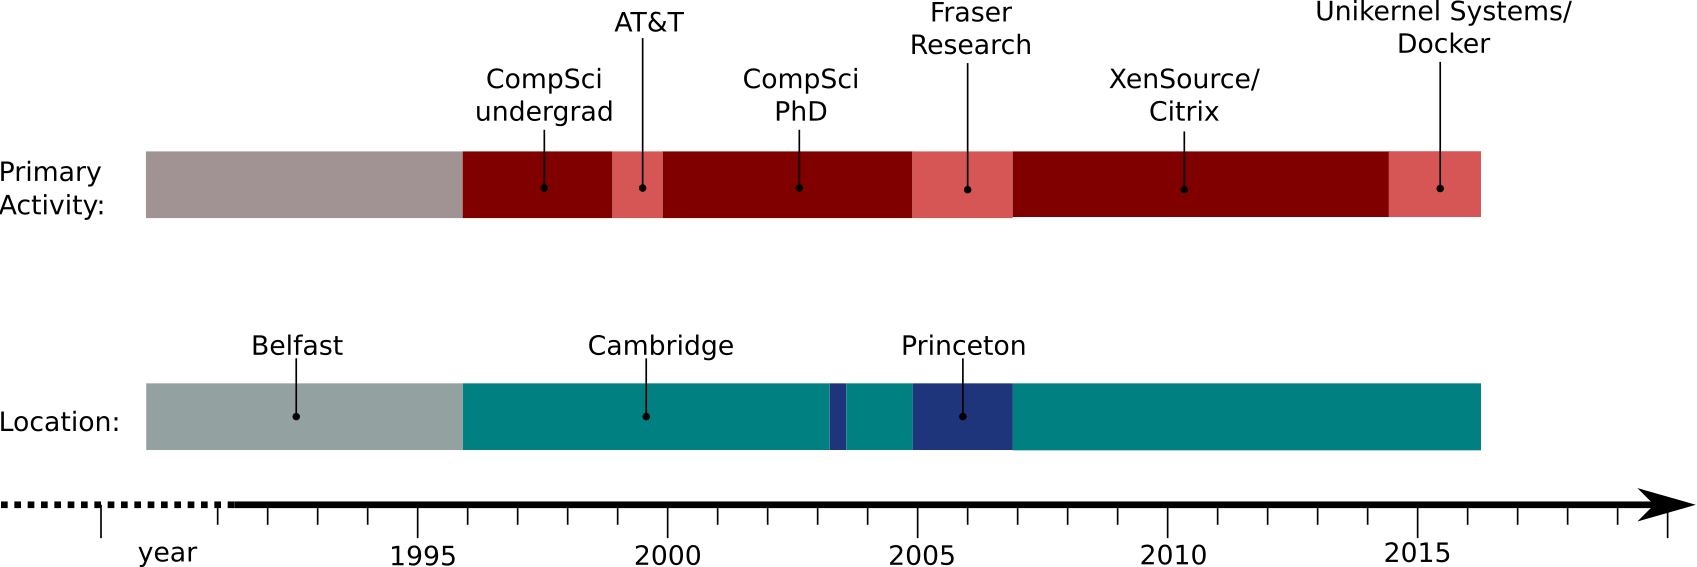 AT&T
Fraser
Research
Unikernel Systems/
Docker
CompSci
undergrad
CompSci
PhD
XenSource/
Citrix
Primary
Activity:
Belfast
Cambridge
Princeton
Location:
year
1995
2000
2005
2010
2015